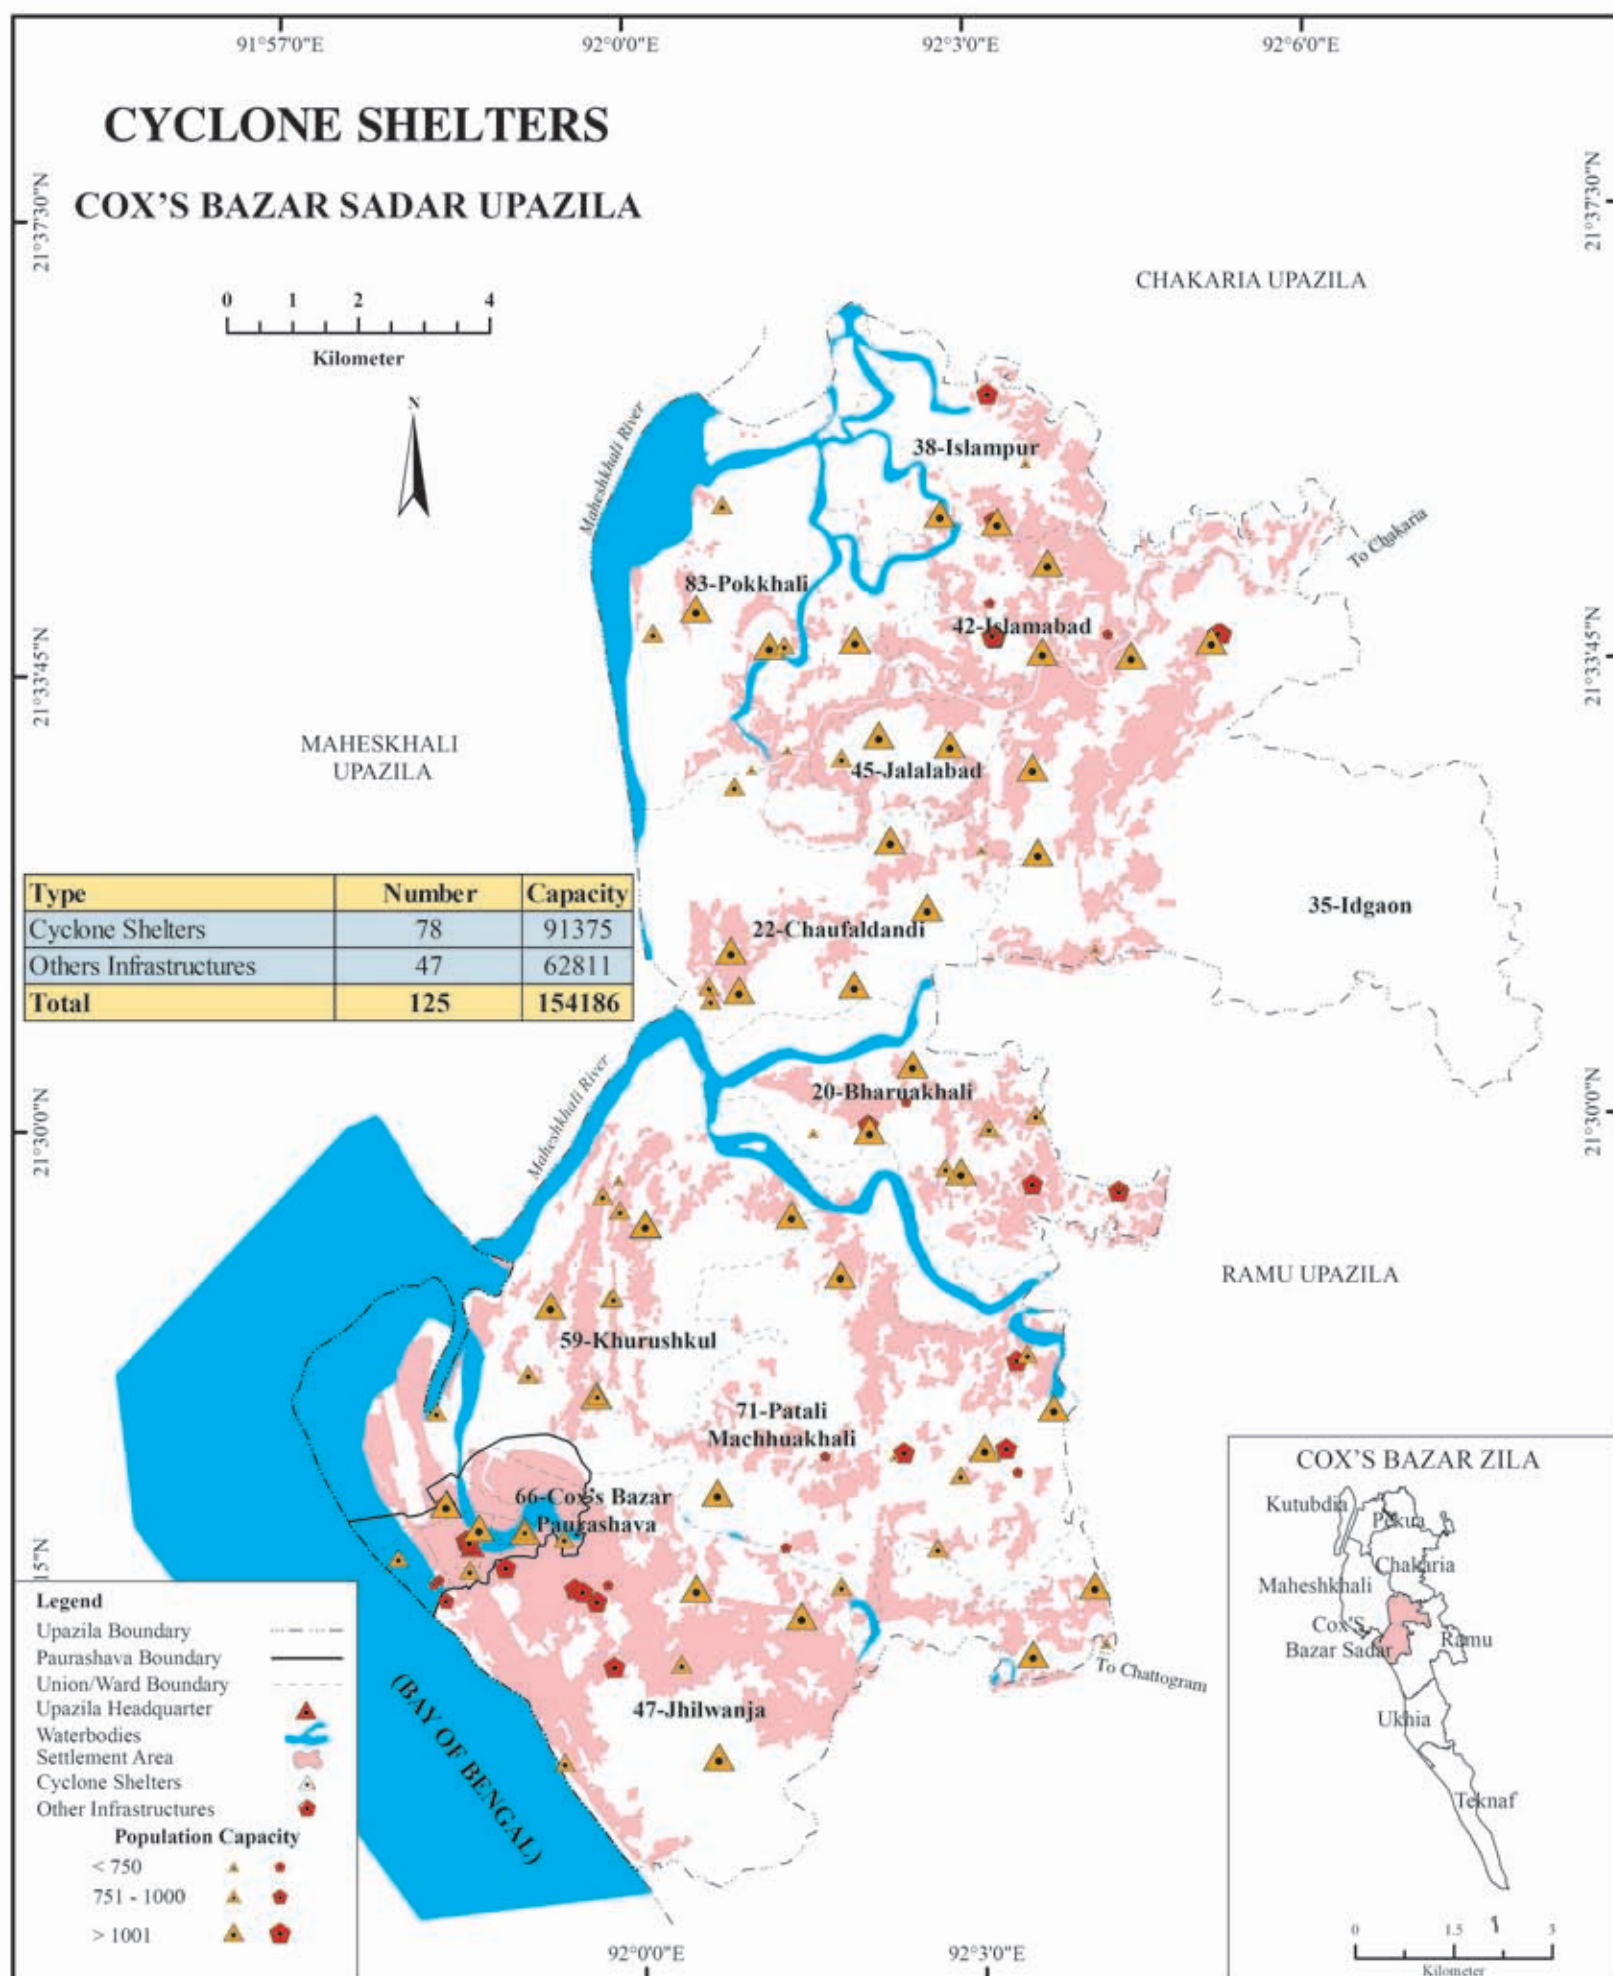 91°57'0"E 92°0'0"E 92°3'0"E 92°6'0"E
CYCLONE SHELTERS
COX'S BAZAR SADAR UPAZILA
21°37'30"N
21°37'30"N
0 1 2 4
Kilometer
N
CHAKARIA UPAZILA
Maheshkhali River
38-Islampur
To Chakaria
83-Pokkhali
42-Islamabad
21°33'45"N
21°33'45"N
MAHESKHALI
UPAZILA
45-Jalalabad
Type Number Capacity
Cyclone Shelters 78 91375
Others Infrastructures 47 62811
Total 125 154186
35-Idgaon
22-Chaufaldandi
Maheshkhali River
20-Bharuakhali
21°30'0"N
21°30'0"N
RAMU UPAZILA
59-Khurushkul
71-Patali
Machhuakhali
66-Cox's Bazar
Paurashava
15"N
To Chattogram
47-Jhilwanja
(BAY OF BENGAL)
Legend
Upazila Boundary
Paurashava Boundary
Union/Ward Boundary
Upazila Headquarter
Waterbodies
Settlement Area
Cyclone Shelters
Other Infrastructures
Population Capacity
< 750
751 - 1000
> 1001
92°0'0"E 92°3'0"E
COX'S BAZAR ZILA
Kutubdia
Pekua
Chakaria
Maheshkhali
Cox'S
Bazar Sadar
Ramu
Ukhia
Teknaf
0 1.5 3
Kilometer